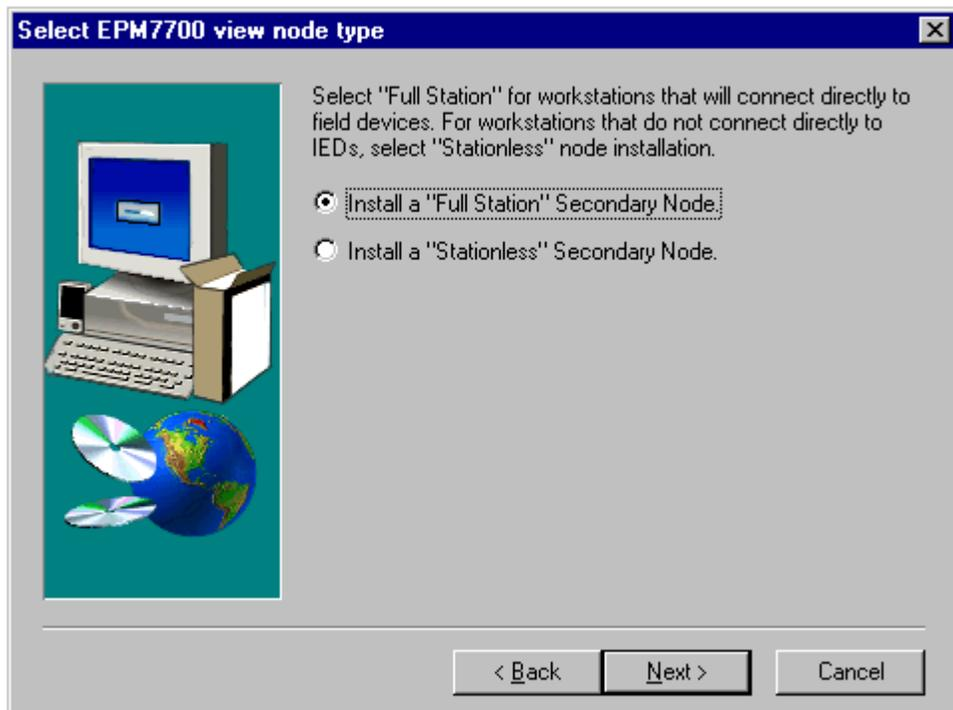 Select EPM7700 view node type
Select "Full Station" for workstations that will connect directly to
field devices. For workstations that do not connect directly to
IEDs, select "Stationless" node installation.
Install a "Full Station" Secondary Node.
Install a "Stationless" Secondary Node.
< Back
Next >
Cancel